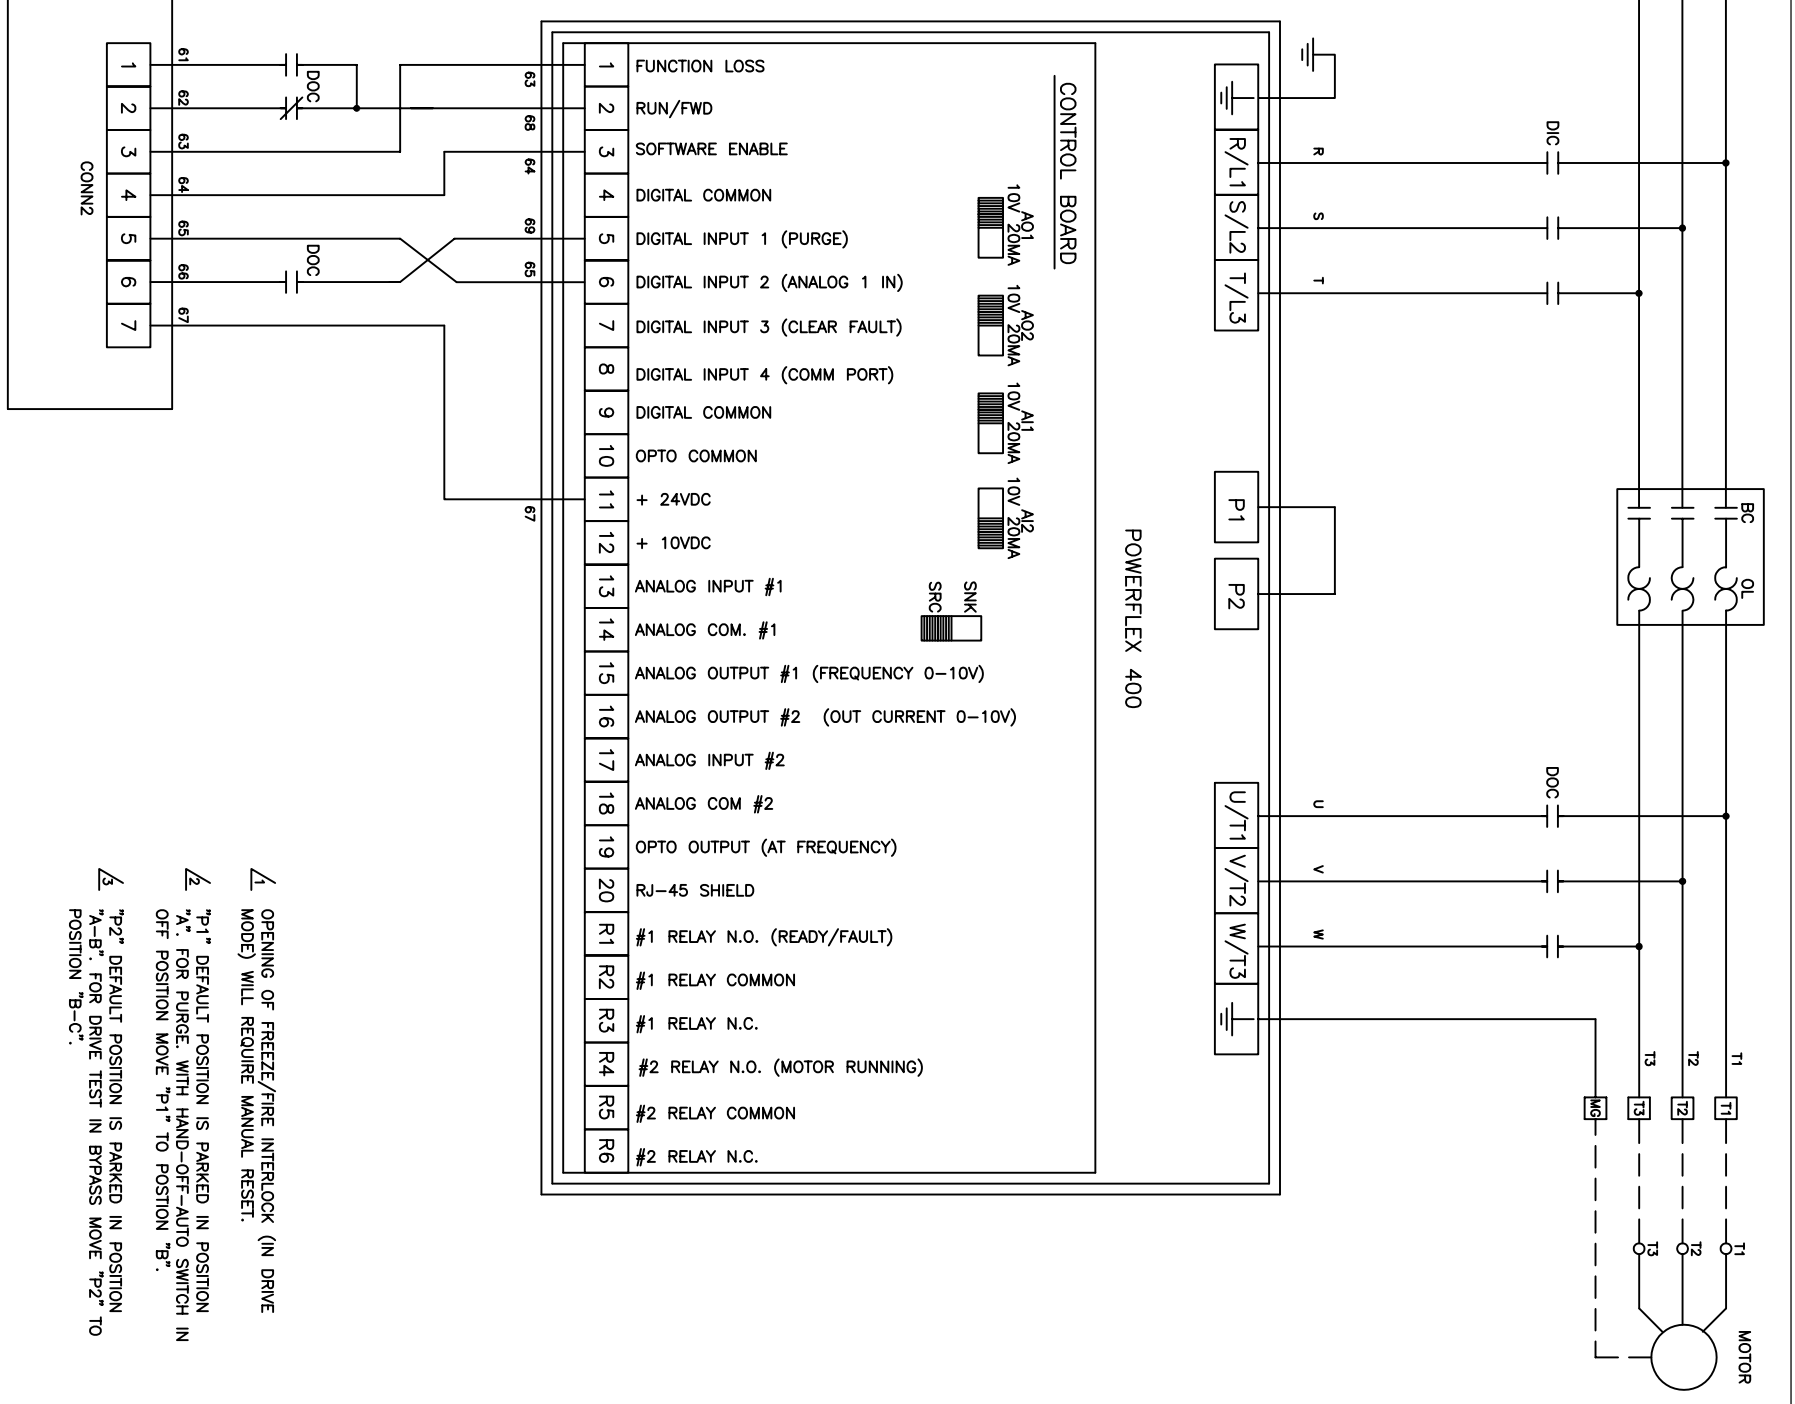 CONN2
1
2
3
4
5
6
7
61
62
63
64
65
66
67
DOC
DOC
63
68
64
69
65
67
1 FUNCTION LOSS
2 RUN/FWD
3 SOFTWARE ENABLE
4 DIGITAL COMMON
5 DIGITAL INPUT 1 (PURGE)
6 DIGITAL INPUT 2 (ANALOG 1 IN)
7 DIGITAL INPUT 3 (CLEAR FAULT)
8 DIGITAL INPUT 4 (COMM PORT)
9 DIGITAL COMMON
10 OPTO COMMON
11 + 24VDC
12 + 10VDC
13 ANALOG INPUT #1
14 ANALOG COM. #1
15 ANALOG OUTPUT #1 (FREQUENCY 0-10V)
16 ANALOG OUTPUT #2 (OUT CURRENT 0-10V)
17 ANALOG INPUT #2
18 ANALOG COM #2
19 OPTO OUTPUT (AT FREQUENCY)
20 RJ-45 SHIELD
R1 #1 RELAY N.O. (READY/FAULT)
R2 #1 RELAY COMMON
R3 #1 RELAY N.C.
R4 #2 RELAY N.O. (MOTOR RUNNING)
R5 #2 RELAY COMMON
R6 #2 RELAY N.C.
CONTROL BOARD
AO1
10V 20MA
AO2
10V 20MA
AI1
10V 20MA
AI2
10V 20MA
SNK
SRC
POWERFLEX 400
R/L1
S/L2
T/L3
P1
P2
U/T1
V/T2
W/T3
R
S
T
DIC
U
V
W
DOC
BC
OL
T1
T2
T3
T1
T2
T3
MG
T1
T2
T3
MOTOR
1 OPENING OF FREEZE/FIRE INTERLOCK (IN DRIVE
MODE) WILL REQUIRE MANUAL RESET.
2 "P1" DEFAULT POSITION IS PARKED IN POSITION
"A". FOR PURGE. WITH HAND-OFF-AUTO SWITCH IN
OFF POSITION MOVE "P1" TO POSTION "B".
3 "P2" DEFAULT POSITION IS PARKED IN POSITION
"A-B". FOR DRIVE TEST IN BYPASS MOVE "P2" TO
POSITION "B-C".